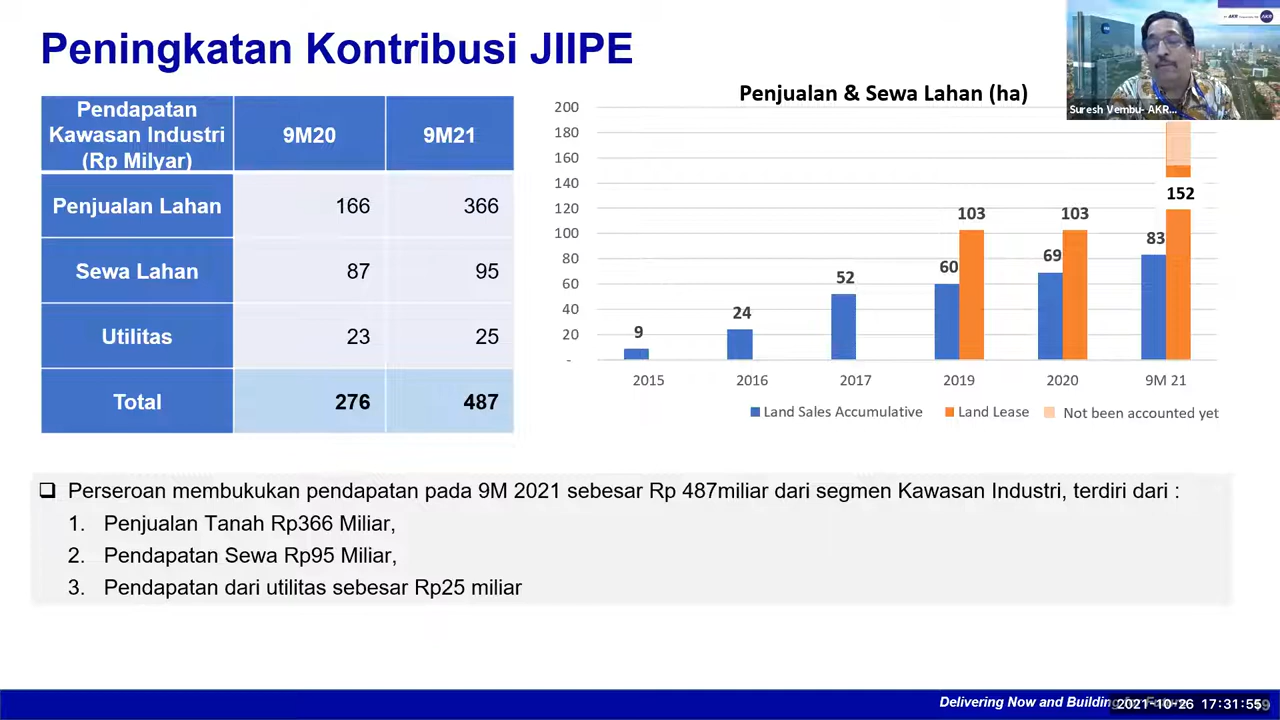 Peningkatan Kontribusi JIIPE
Pendapatan
Kawasan Industri
(Rp Milyar)
9M20
9M21
Penjualan Lahan
166
366
Sewa Lahan
87
95
Utilitas
23
25
Total
276
487
Penjualan & Sewa Lahan (ha)
AKR
Suresh Vembu- AKR...
200
180
160
140
120
100
80
60
40
20
-
9
24
52
60
103
69
103
83
152
2015
2016
2017
2019
2020
9M 21
Land Sales Accumulative
Land Lease
Not been accounted yet
Perseroan membukukan pendapatan pada 9M 2021 sebesar Rp 487miliar dari segmen Kawasan Industri, terdiri dari :
1. Penjualan Tanah Rp366 Miliar,
2. Pendapatan Sewa Rp95 Miliar,
3. Pendapatan dari utilitas sebesar Rp25 miliar
Delivering Now and Building
2021-10-26 17:31:55